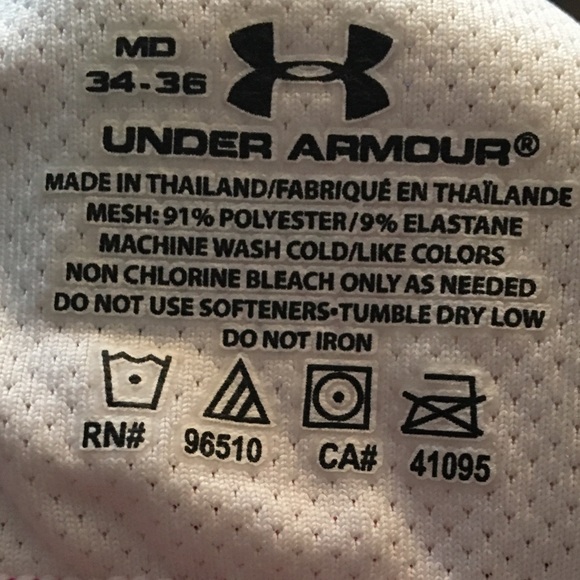 MD
34-36
UNDER ARMOUR®
MADE IN THAILAND/FABRIQUÉ EN THAÏLANDE
MESH: 91% POLYESTER/9% ELASTANE
MACHINE WASH COLD/LIKE COLORS
NON CHLORINE BLEACH ONLY AS NEEDED
DO NOT USE SOFTENERS•TUMBLE DRY LOW
DO NOT IRON
RN# 96510 CA# 41095